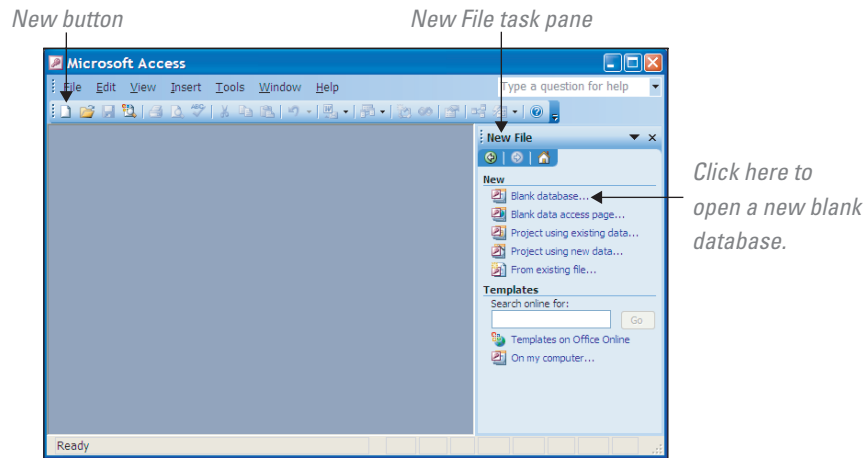 New button
New File task pane
Microsoft Access
File Edit View Insert Tools Window Help
Type a question for help
New File
New
Blank database...
Blank data access page...
Project using existing data...
Project using new data...
From existing file...
Templates
Search online for:
Go
Templates on Office Online
On my computer...
Click here to
open a new blank
database.
Ready